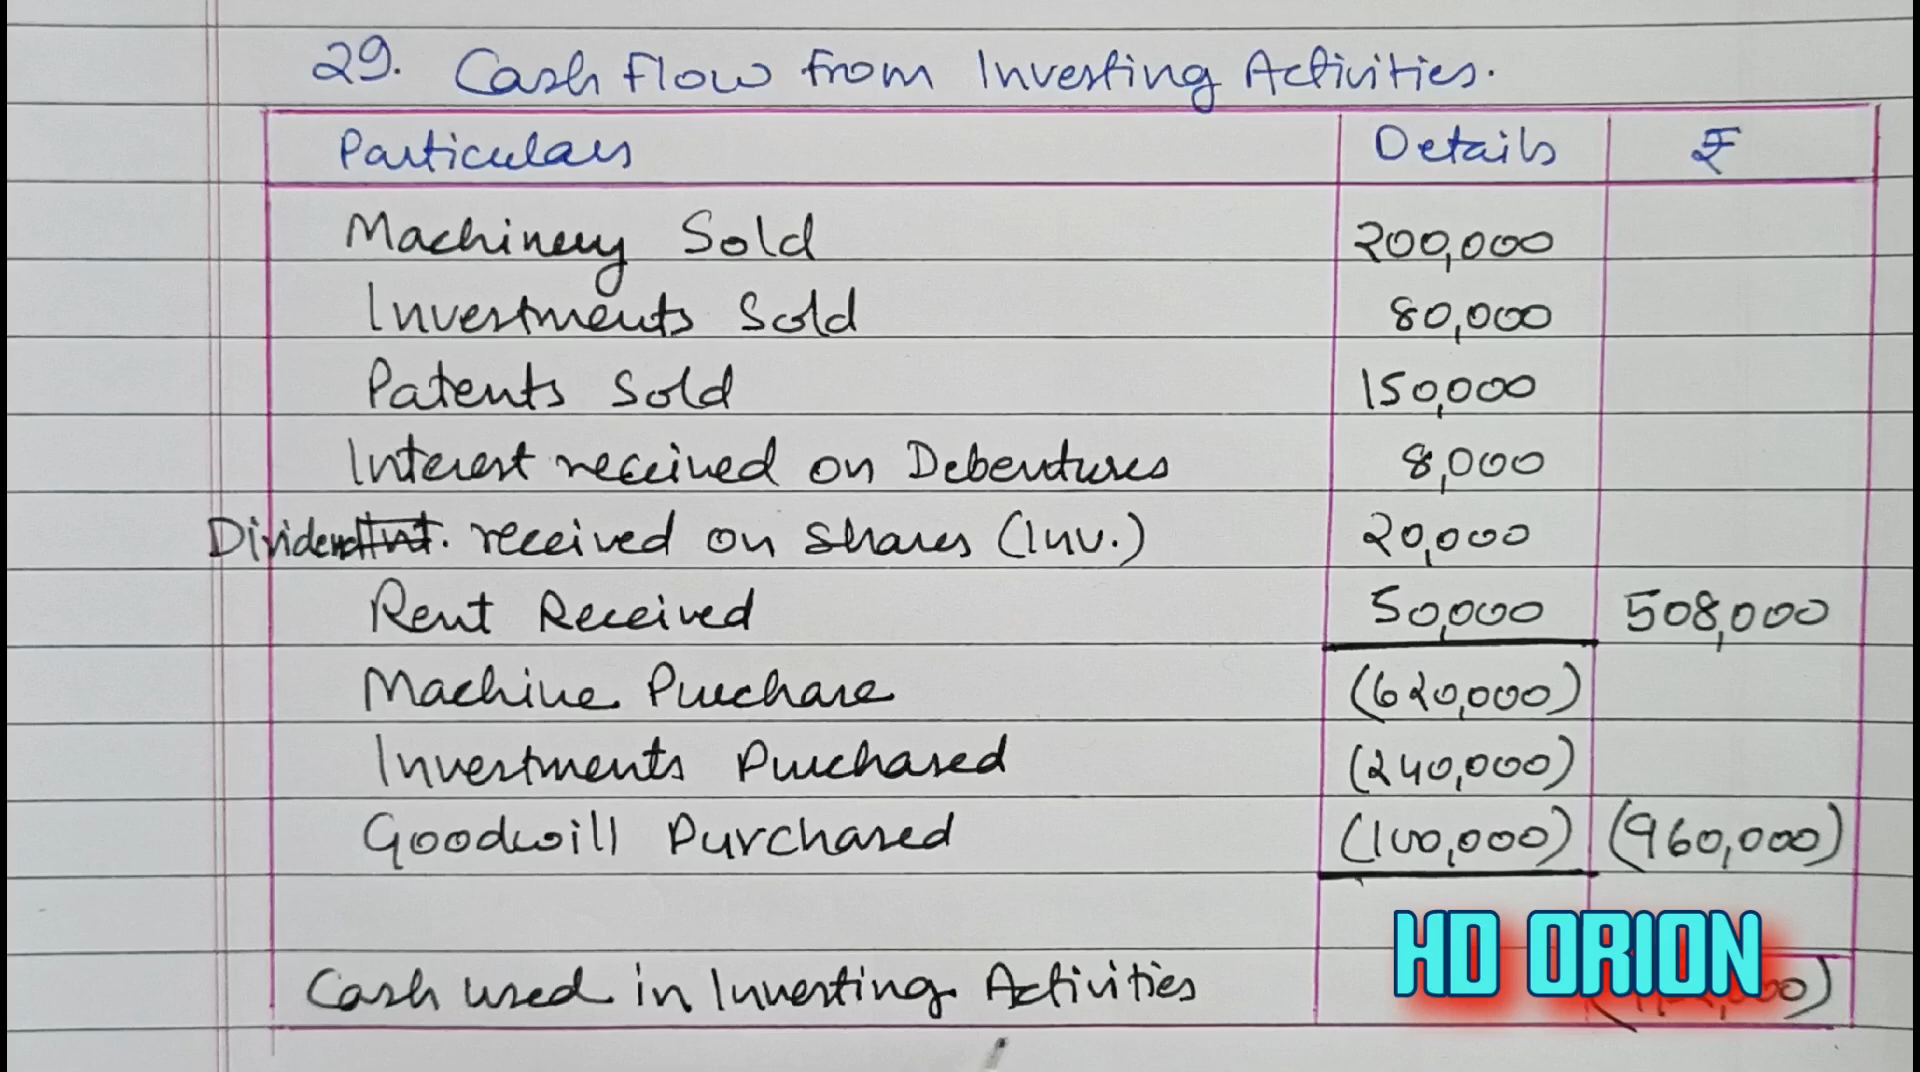 29. Cash Flow from Investing Activities.
Particulars Details ₹
Machinery Sold 200,000
Investments Sold 80,000
Patents Sold 150,000
Interest received on Debentures 8,000
Dividend received on Shares (Inv.) 20,000
Rent Received 50,000 508,000
Machine Purchase (620,000)
Investments Purchased (240,000)
Goodwill Purchased (100,000) (960,000)
HD ORION
Cash used in Investing Activities